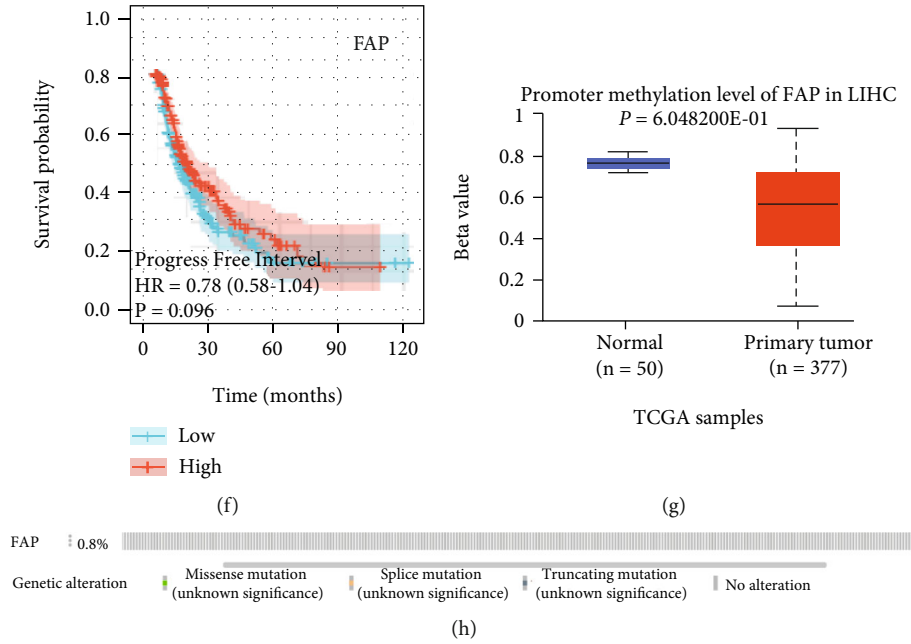 1.0
0.8
0.6
0.4
0.2
0.0
Survival probability
FAP
Progress Free Intervel
HR = 0.78 (0.58-1.04)
P = 0.096
0 30 60 90 120
Time (months)
Low
High
(f)
Promoter methylation level of FAP in LIHC
P = 6.048200E-01
1
0.8
0.6
0.4
0.2
0
Beta value
Normal
(n = 50)
Primary tumor
(n = 377)
TCGA samples
(g)
FAP 0.8%
Genetic alteration
Missense mutation
(unknown significance)
Splice mutation
(unknown significance)
Truncating mutation
(unknown significance)
No alteration
(h)